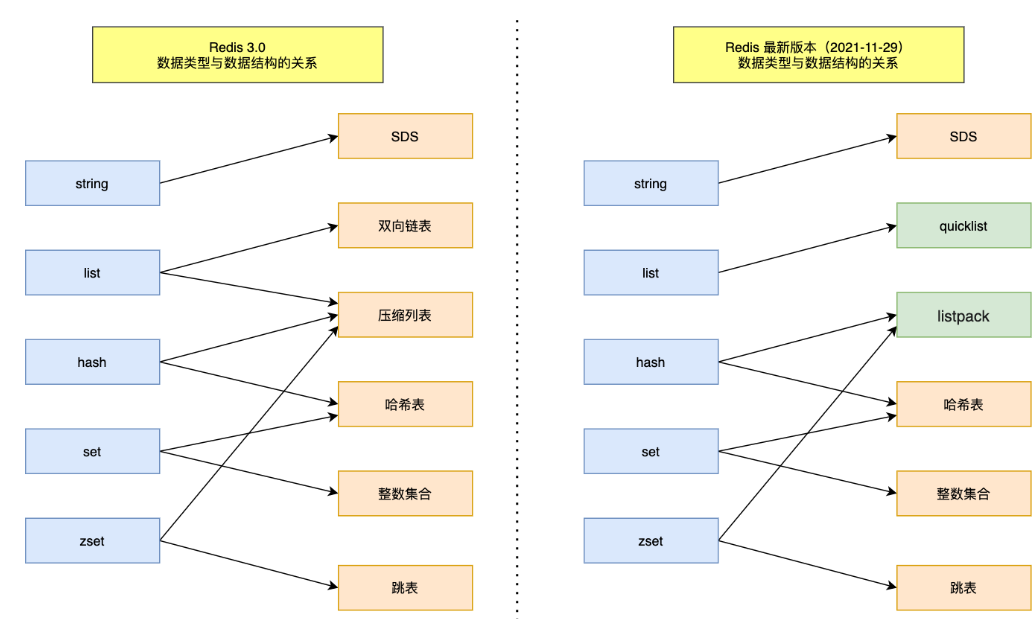 Redis 3.0
数据类型与数据结构的关系
SDS
string
双向链表
list
压缩列表
hash
哈希表
set
整数集合
zset
跳表
Redis 最新版本（2021-11-29）
数据类型与数据结构的关系
SDS
string
quicklist
list
listpack
hash
哈希表
set
整数集合
zset
跳表